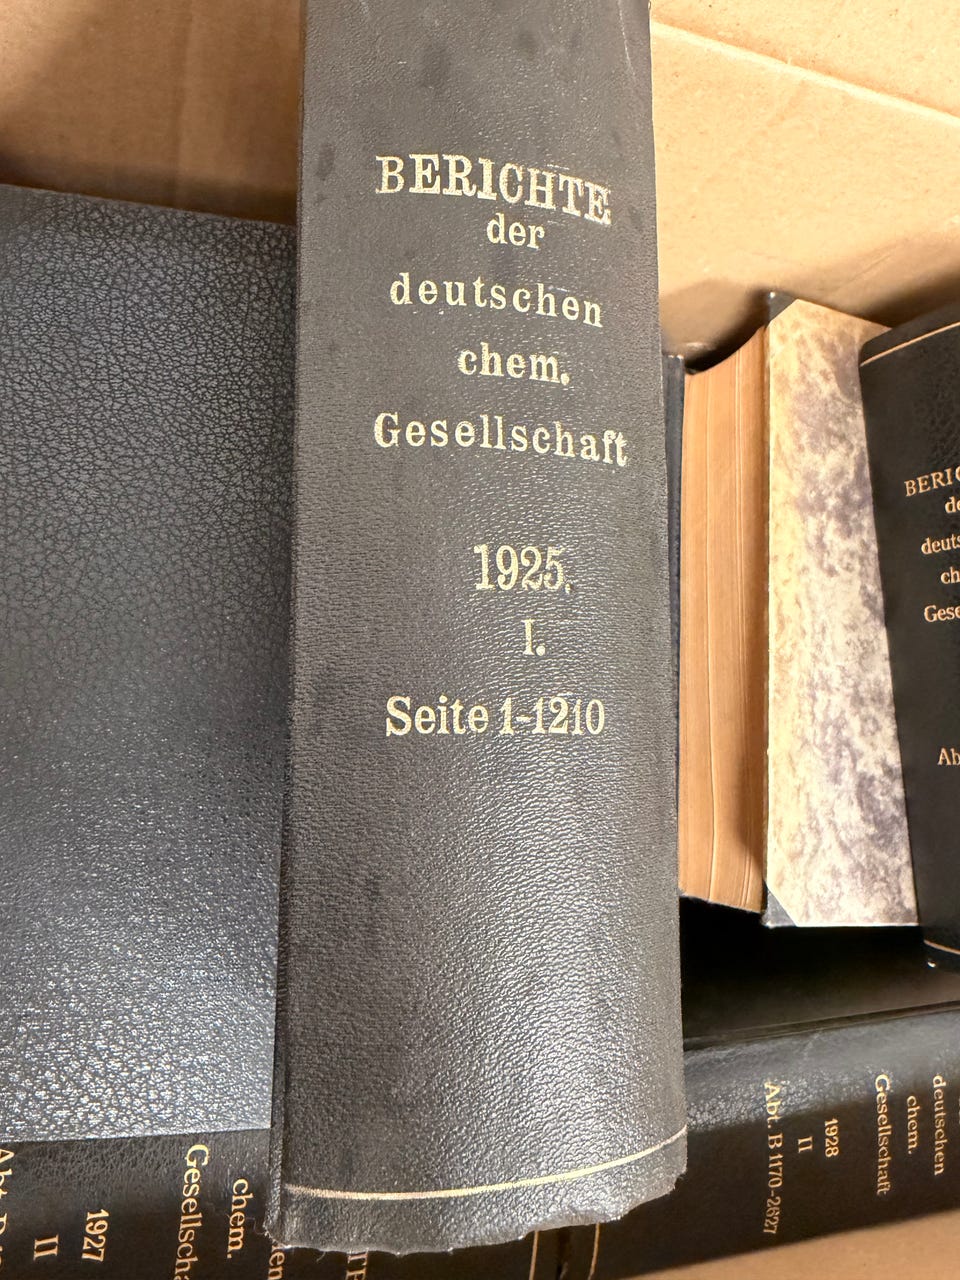 BERICHTE
der
deutschen
chem.
Gesellschaft
1925.
I.
Seite 1-1210
deutschen
chem.
Gesellschaft
1928
II
Abt. B 1170-2627
chem.
1927
II